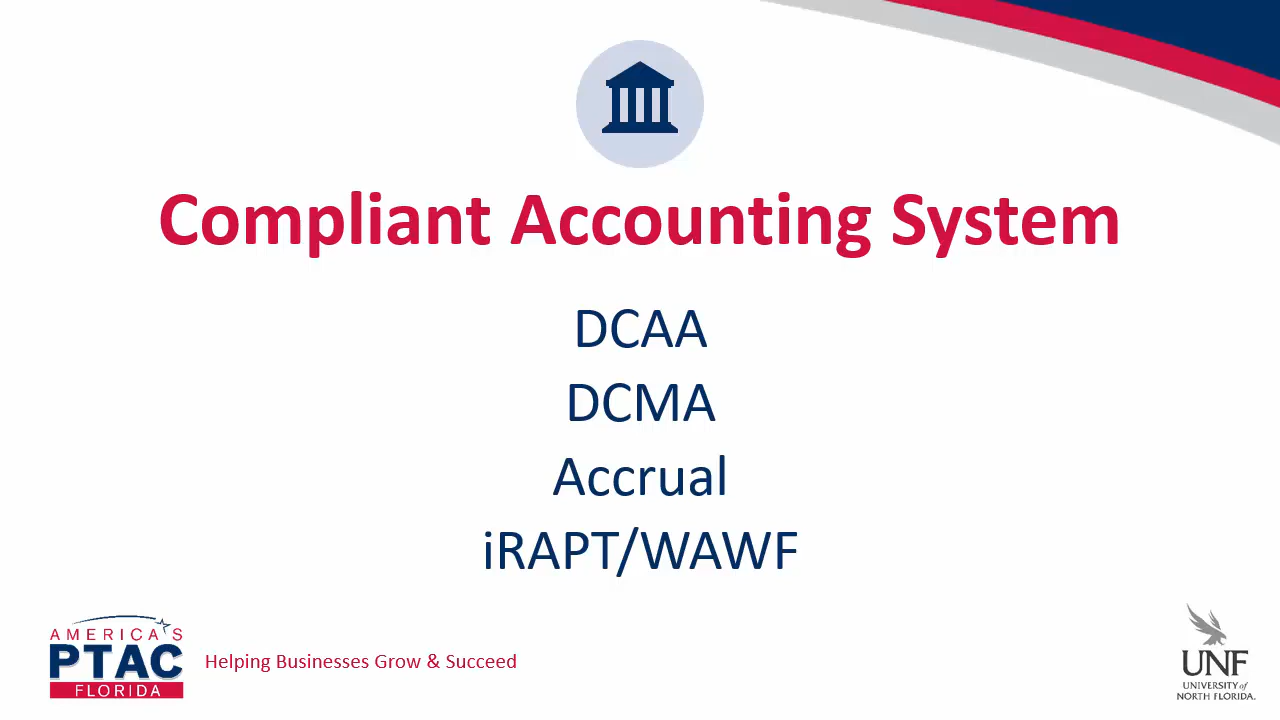 Compliant Accounting System
DCAA
DCMA
Accrual
iRAPT/WAWF
AMERICA'S
PTAC
FLORIDA
Helping Businesses Grow & Succeed
UNF
UNIVERSITY of
NORTH FLORIDA.